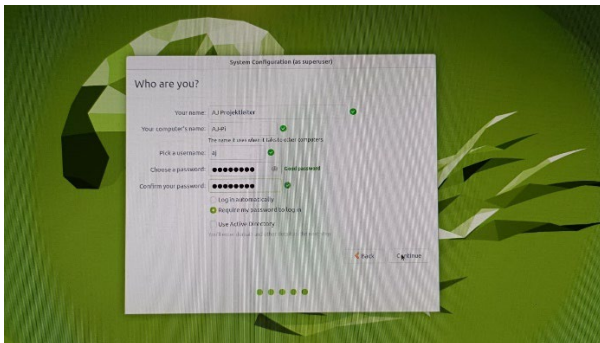 System Configuration (as superuser)
Who are you?
Your name: AJ Projektleiter
Your computer's name: AJ-Pi
The name it uses when it talks to other computers.
Pick a username: aj
Choose a password: ●●●●●●●●● Good password
Confirm your password: ●●●●●●●●●
Log in automatically
Require my password to log in
Use Active Directory
Back Continue